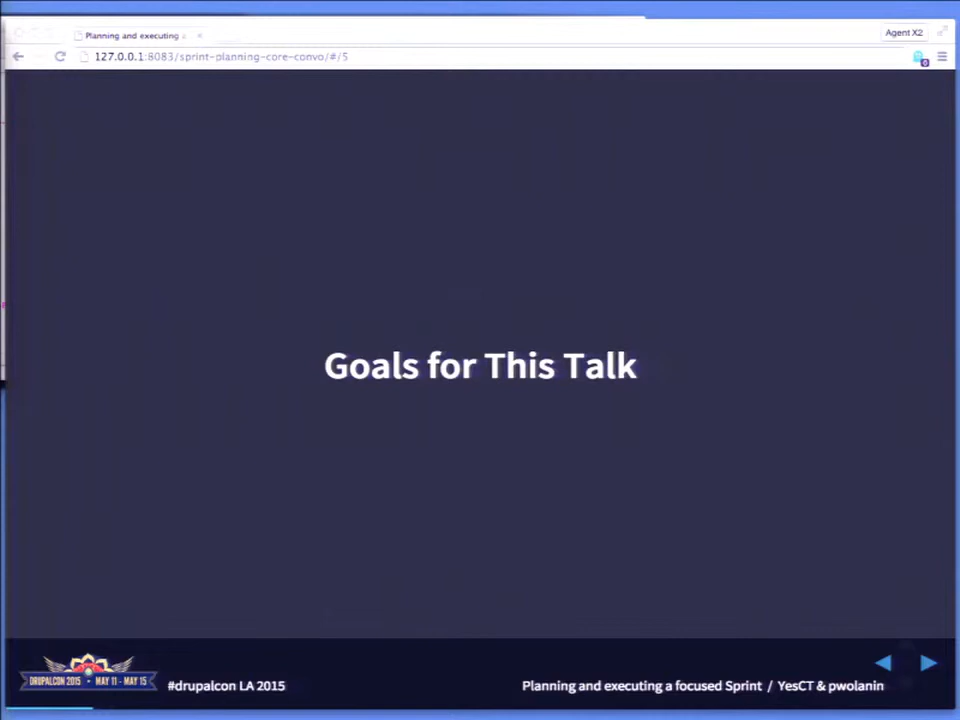 Planning and executing a
Agent X2
127.0.0.1:8083/sprint-planning-core-convo/#/5
0
Goals for This Talk
DRUPALCON 2015 • MAY 11 - MAY 15
#drupalcon LA 2015
Planning and executing a focused Sprint / YesCT & pwolanin